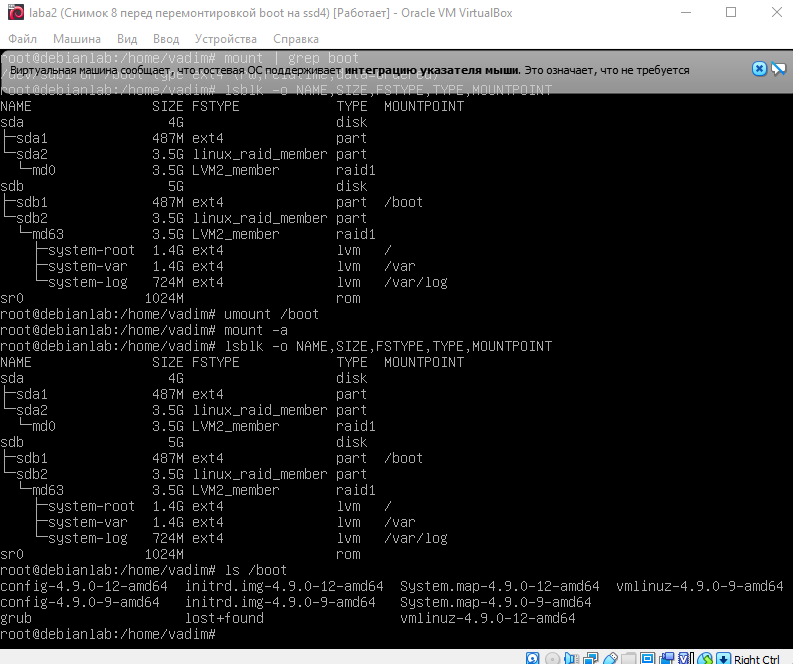 laba2 (Снимок 8 перед перемонтировкой boot на ssd4) [Работает] - Oracle VM VirtualBox
Файл Машина Вид Ввод Устройства Справка
root@debianlab:/home/vadim# mount | grep boot
Виртуальная машина сообщает, что гостевая ОС поддерживает интеграцию указателя мыши. Это означает, что не требуется
root@debianlab:/home/vadim# lsblk -o NAME,SIZE,FSTYPE,TYPE,MOUNTPOINT
NAME SIZE FSTYPE TYPE MOUNTPOINT
sda 4G disk
├─sda1 487M ext4 part
└─sda2 3.5G linux_raid_member part
└─md0 3.5G LVM2_member raid1
sdb 5G disk
├─sdb1 487M ext4 part /boot
└─sdb2 3.5G linux_raid_member part
└─md63 3.5G LVM2_member raid1
├─system-root 1.4G ext4 lvm /
├─system-var 1.4G ext4 lvm /var
└─system-log 724M ext4 lvm /var/log
sr0 1024M rom
root@debianlab:/home/vadim# umount /boot
root@debianlab:/home/vadim# mount -a
root@debianlab:/home/vadim# lsblk -o NAME,SIZE,FSTYPE,TYPE,MOUNTPOINT
NAME SIZE FSTYPE TYPE MOUNTPOINT
sda 4G disk
├─sda1 487M ext4 part
└─sda2 3.5G linux_raid_member part
└─md0 3.5G LVM2_member raid1
sdb 5G disk
├─sdb1 487M ext4 part /boot
└─sdb2 3.5G linux_raid_member part
└─md63 3.5G LVM2_member raid1
├─system-root 1.4G ext4 lvm /
├─system-var 1.4G ext4 lvm /var
└─system-log 724M ext4 lvm /var/log
sr0 1024M rom
root@debianlab:/home/vadim# ls /boot
config-4.9.0-12-amd64 initrd.img-4.9.0-12-amd64 System.map-4.9.0-12-amd64 vmlinuz-4.9.0-9-amd64
config-4.9.0-9-amd64 initrd.img-4.9.0-9-amd64 System.map-4.9.0-9-amd64
grub lost+found vmlinuz-4.9.0-12-amd64
root@debianlab:/home/vadim#
Right Ctrl